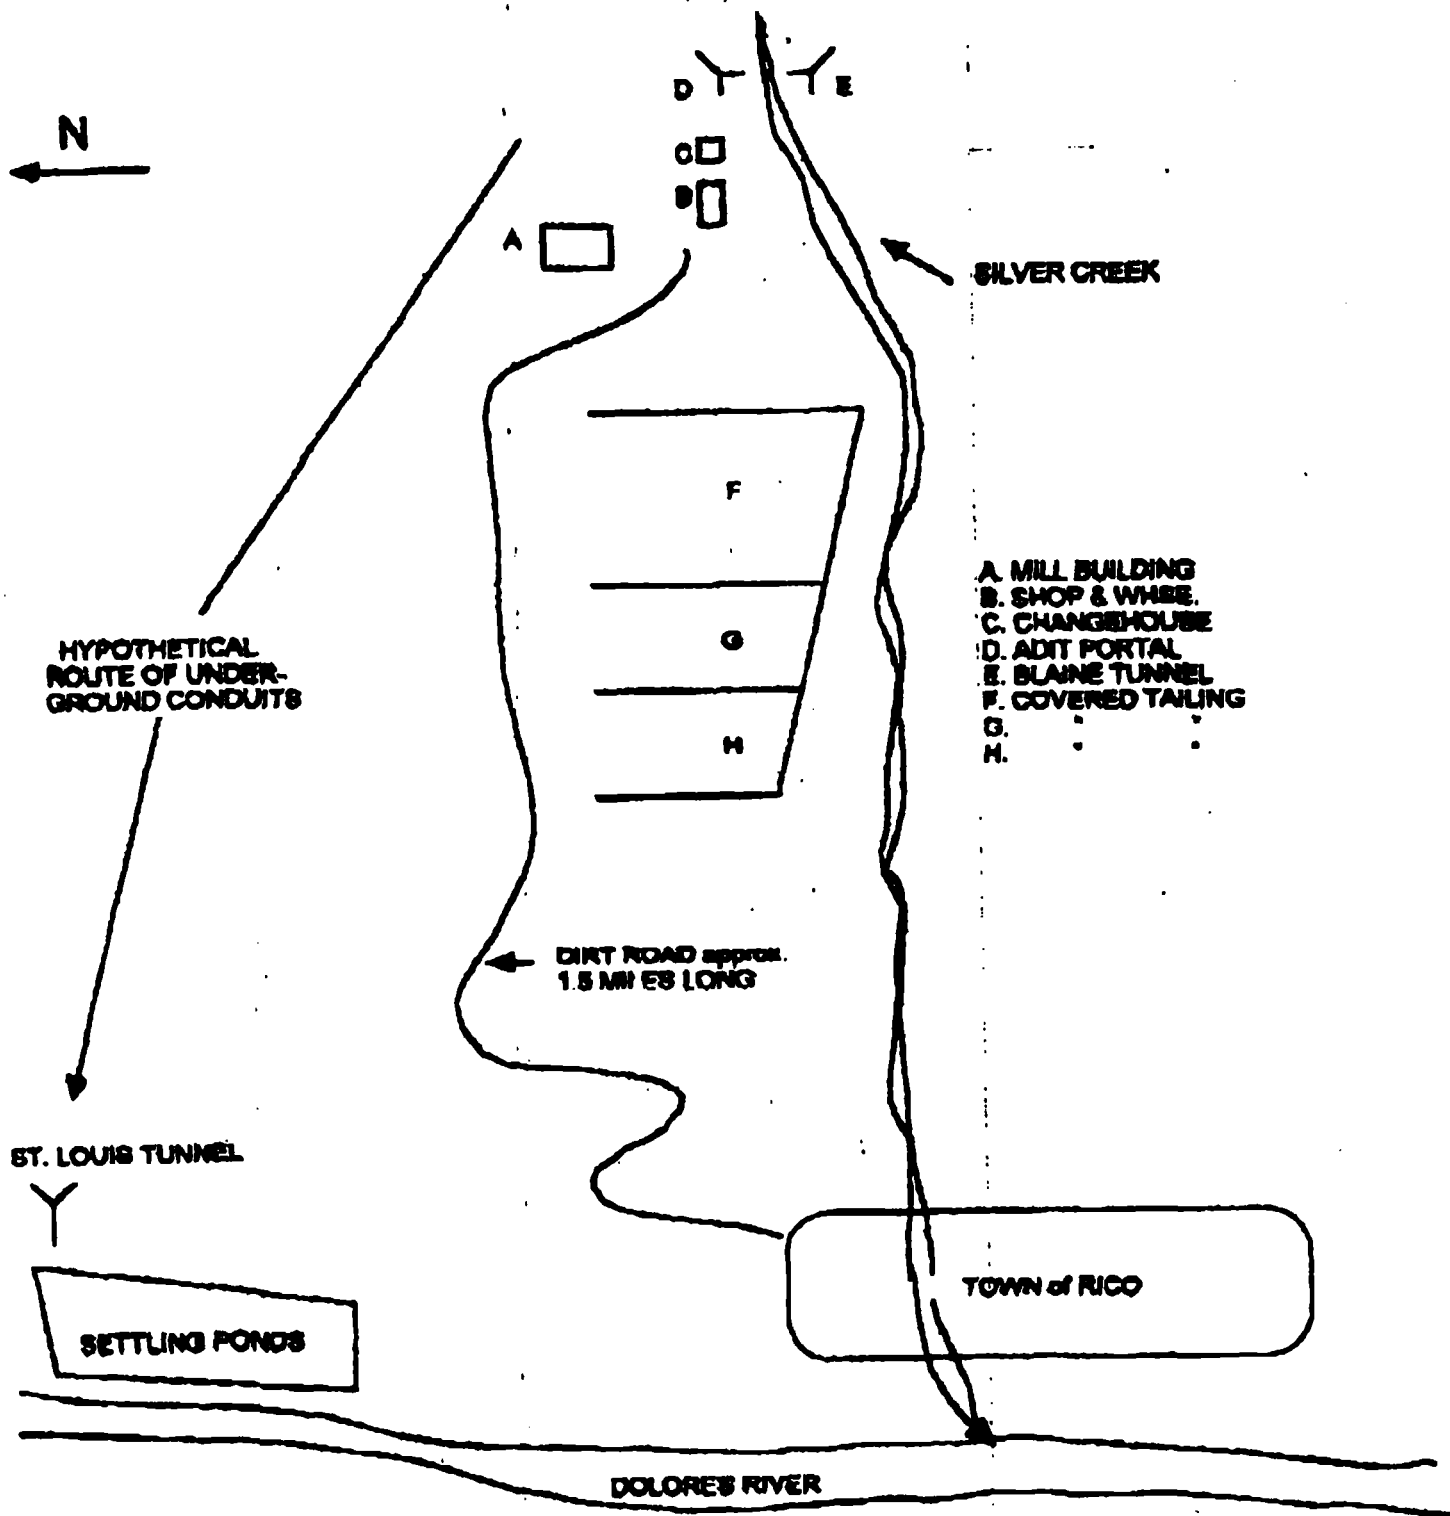 N
D
E
C
B
A
SILVER CREEK
F
G
H
A. MILL BUILDING
B. SHOP & WHSE.
C. CHANGEHOUSE
D. ADIT PORTAL
E. BLAINE TUNNEL
F. COVERED TAILING
G. " "
H. " "
HYPOTHETICAL
ROUTE OF UNDER-
GROUND CONDUITS
DIRT ROAD approx.
1.5 MILES LONG
ST. LOUIS TUNNEL
SETTLING PONDS
TOWN of RICO
DOLORES RIVER